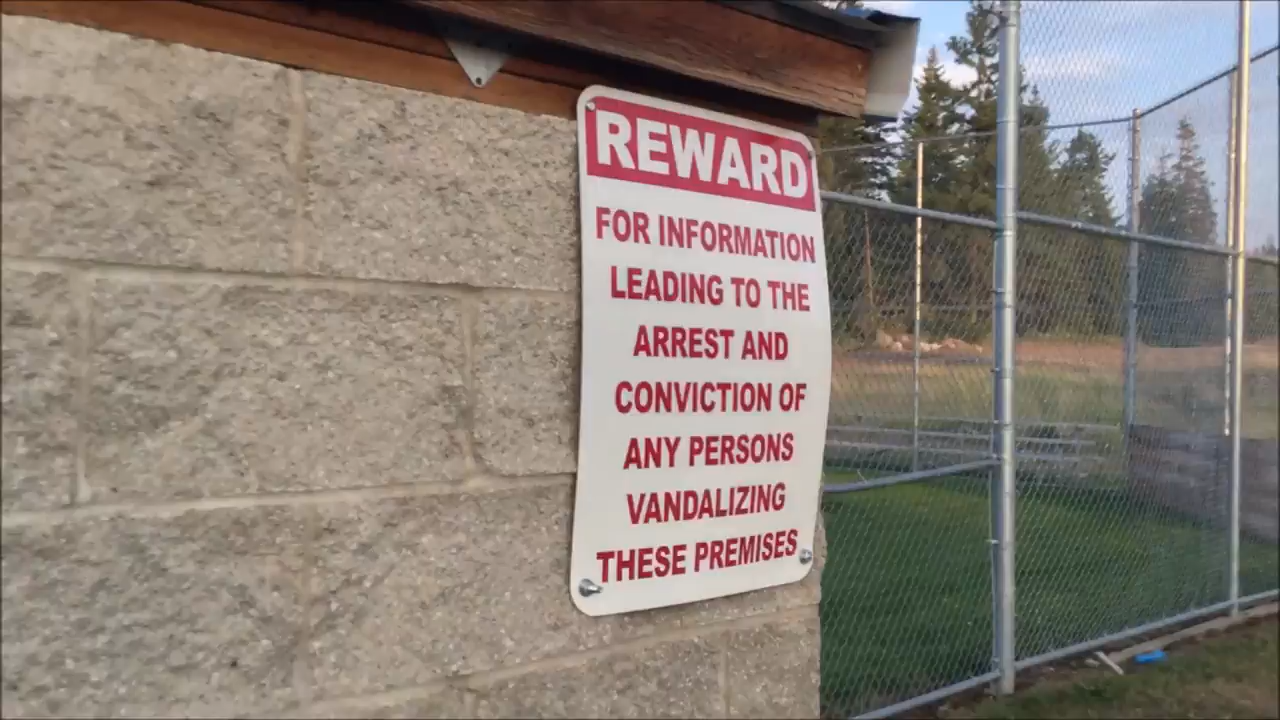 REWARD
FOR INFORMATION
LEADING TO THE
ARREST AND
CONVICTION OF
ANY PERSONS
VANDALIZING
THESE PREMISES